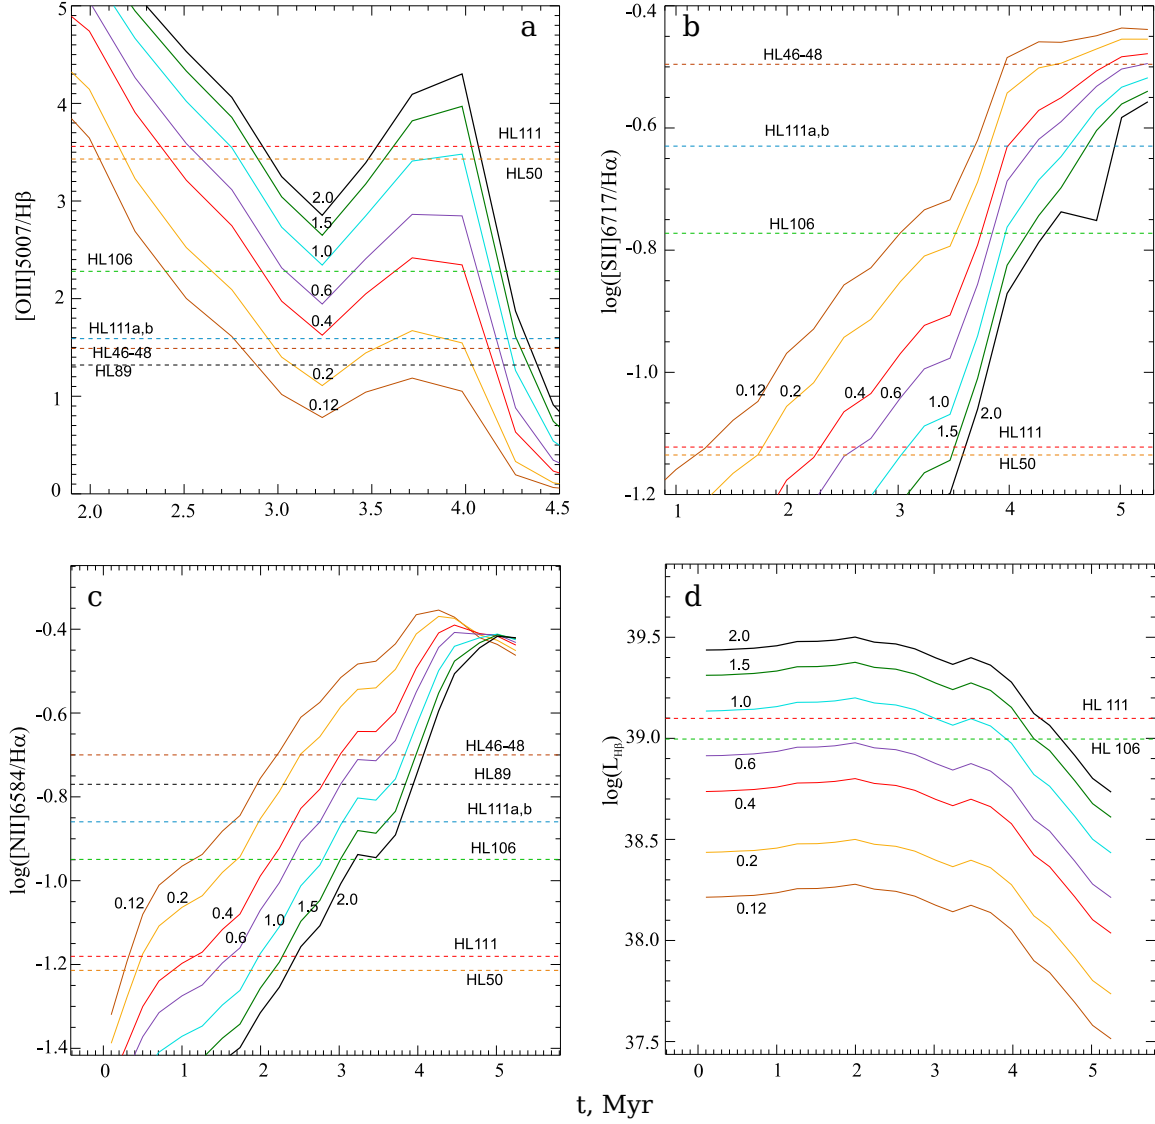 a
[OIII]5007/Hβ
5
4
3
2
1
0
HL111
HL50
HL106
HL111a,b
HL46-48
HL89
2.0
1.5
1.0
0.6
0.4
0.2
0.12
2.0 2.5 3.0 3.5 4.0 4.5
b
log([SII]6717/Hα)
-0.4
-0.6
-0.8
-1.0
-1.2
HL46-48
HL111a,b
HL106
0.12 0.2 0.4 0.6 1.0 1.5 2.0
HL111
HL50
1 2 3 4 5
c
log([NII]6584/Hα)
-0.4
-0.6
-0.8
-1.0
-1.2
-1.4
HL46-48
HL89
HL111a,b
HL106
0.12 0.2 0.4 0.6 1.0 1.5 2.0
HL111
HL50
0 1 2 3 4 5
d
log(LHβ)
39.5
39.0
38.5
38.0
37.5
2.0
1.5
1.0
HL 111
HL 106
0.6
0.4
0.2
0.12
0 1 2 3 4 5
t, Myr